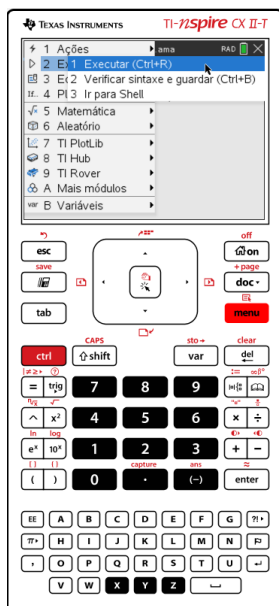 TEXAS INSTRUMENTS TI-nspire CX II-T
1 Ações ama RAD
2 Ex 1 Executar (Ctrl+R)
3 Ec 2 Verificar sintaxe e guardar (Ctrl+B)
If.. 4 Pl 3 Ir para Shell
5 Matemática
6 Aleatório
7 TI PlotLib
8 TI Hub
9 TI Rover
A Mais módulos
var B Variáveis
off
esc on
save + page
doc
tab menu
CAPS sto→ clear
ctrl shift var del
= trig 7 8 9
^ x² 4 5 6 × ÷
ln log
eˣ 10ˣ 1 2 3 + −
( ) capture ans ≈
( ) 0 . (−) enter
EE A B C D E F G ?!
π H I J K L M N
, O P Q R S T U
V W X Y Z